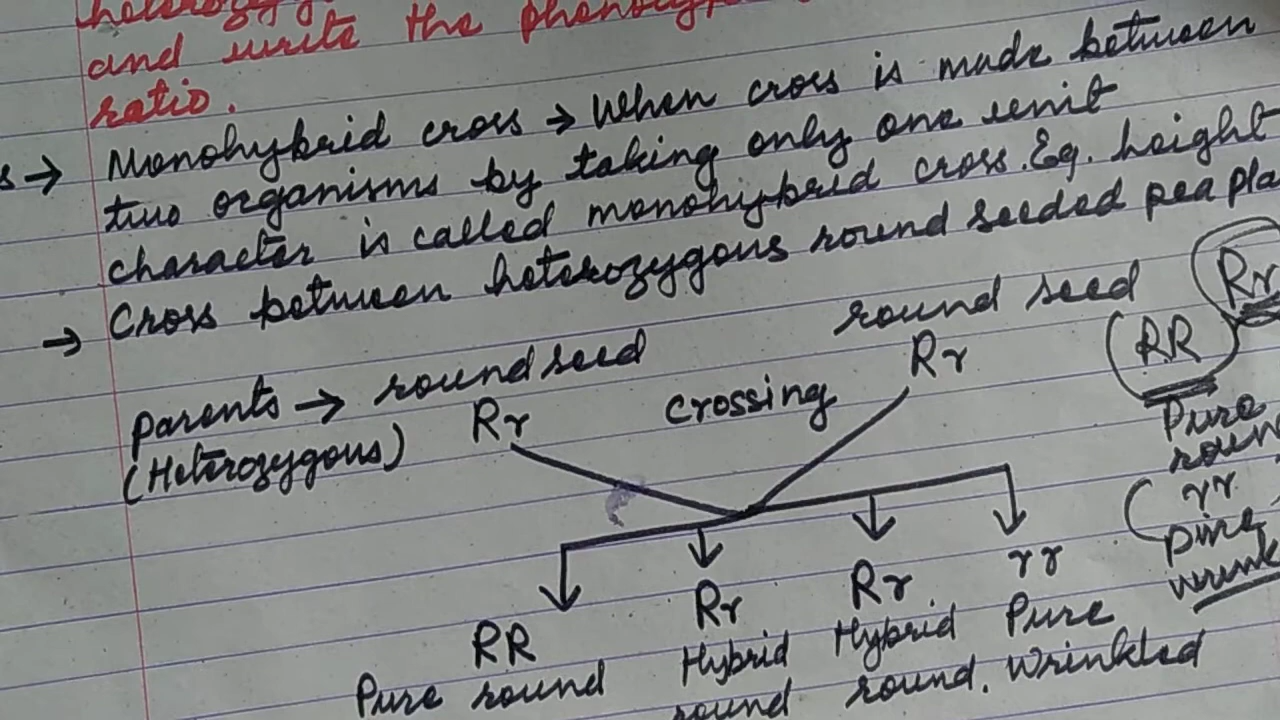 and write the
ratio.
s → Monohybrid cross → When cross is made between
two organisms by taking only one unit
character is called monohybrid cross. Eg. height
→ Cross between heterozygous round seeded pea pla
round seed Rr
Parents → round seed Rr (RR)
(Heterozygous) Rr crossing Pure
roun
(rr
pure
wrink
RR Rr Rr rr
Pure round Hybrid Hybrid Pure
round round. Wrinkled